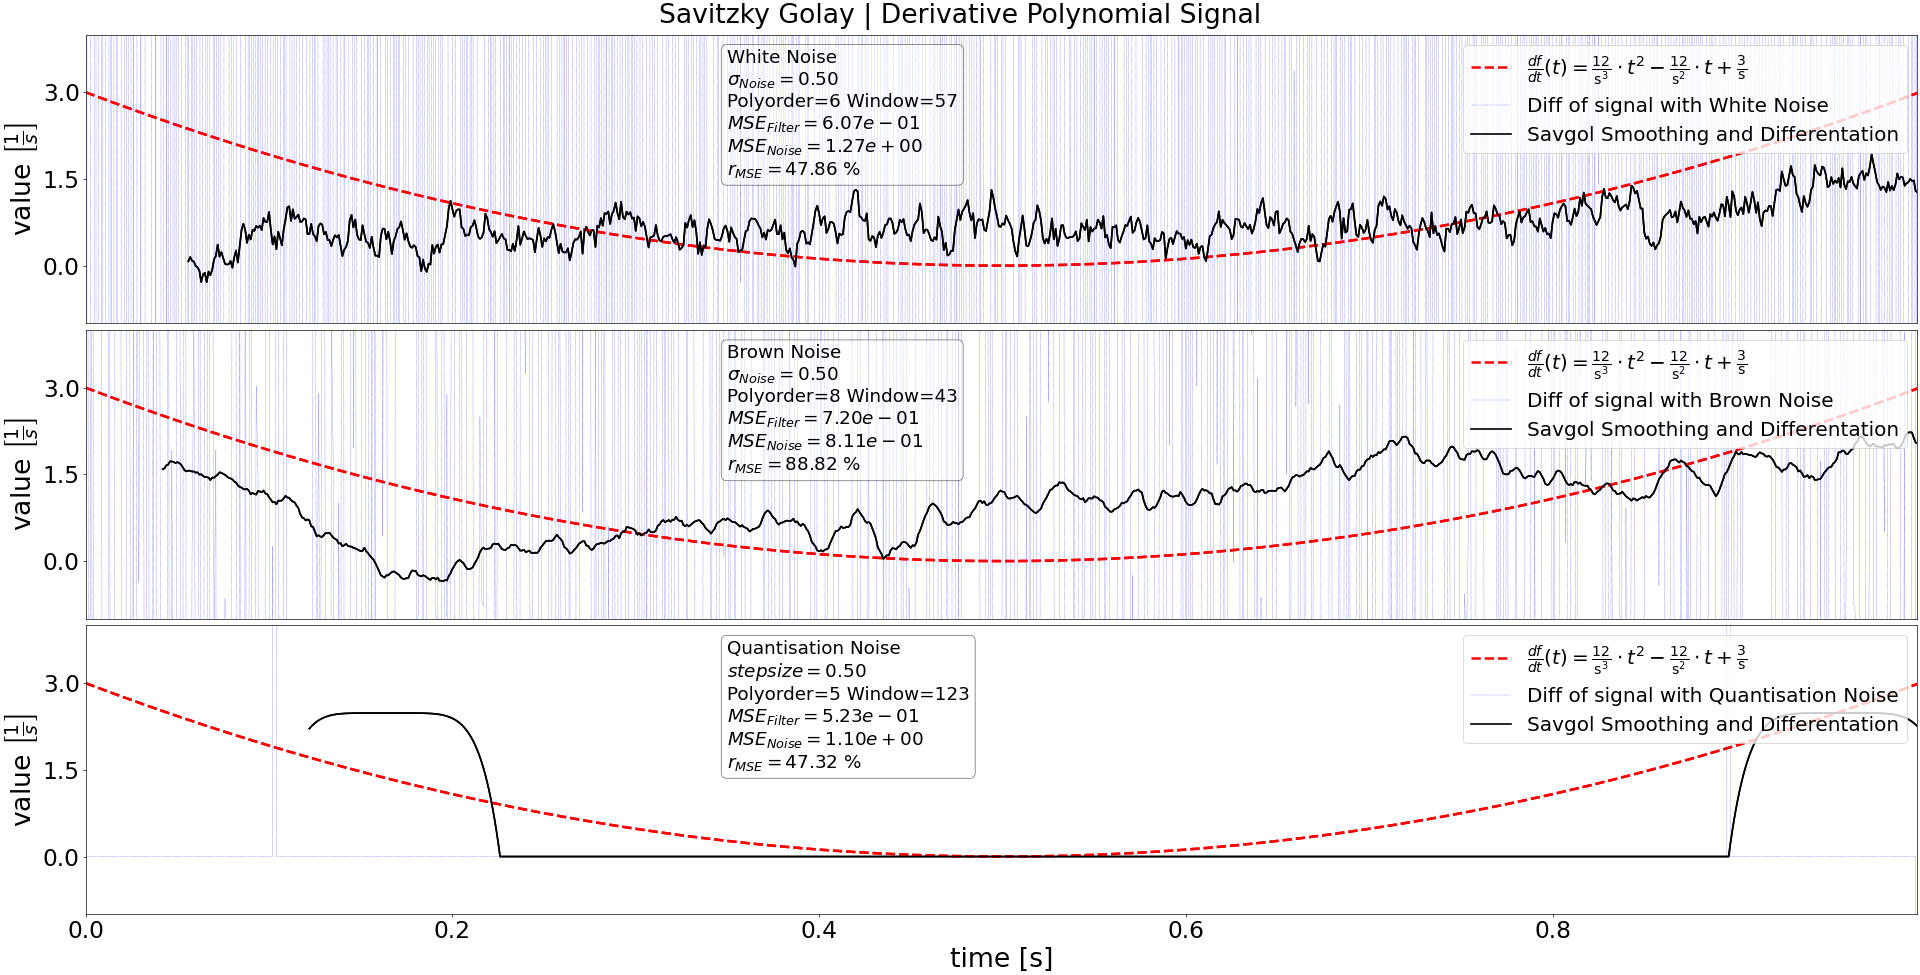 Savitzky Golay | Derivative Polynomial Signal
value [1/s]
3.0
1.5
0.0
White Noise
σ_Noise = 0.50
Polyorder=6 Window=57
MSE_Filter = 6.07e − 01
MSE_Noise = 1.27e + 00
r_MSE = 47.86 %
df/dt(t) = 12/s³ · t² − 12/s² · t + 3/s
Diff of signal with White Noise
Savgol Smoothing and Differentation
value [1/s]
3.0
1.5
0.0
Brown Noise
σ_Noise = 0.50
Polyorder=8 Window=43
MSE_Filter = 7.20e − 01
MSE_Noise = 8.11e − 01
r_MSE = 88.82 %
df/dt(t) = 12/s³ · t² − 12/s² · t + 3/s
Diff of signal with Brown Noise
Savgol Smoothing and Differentation
value [1/s]
3.0
1.5
0.0
Quantisation Noise
stepsize = 0.50
Polyorder=5 Window=123
MSE_Filter = 5.23e − 01
MSE_Noise = 1.10e + 00
r_MSE = 47.32 %
df/dt(t) = 12/s³ · t² − 12/s² · t + 3/s
Diff of signal with Quantisation Noise
Savgol Smoothing and Differentation
0.0 0.2 0.4 0.6 0.8
time [s]